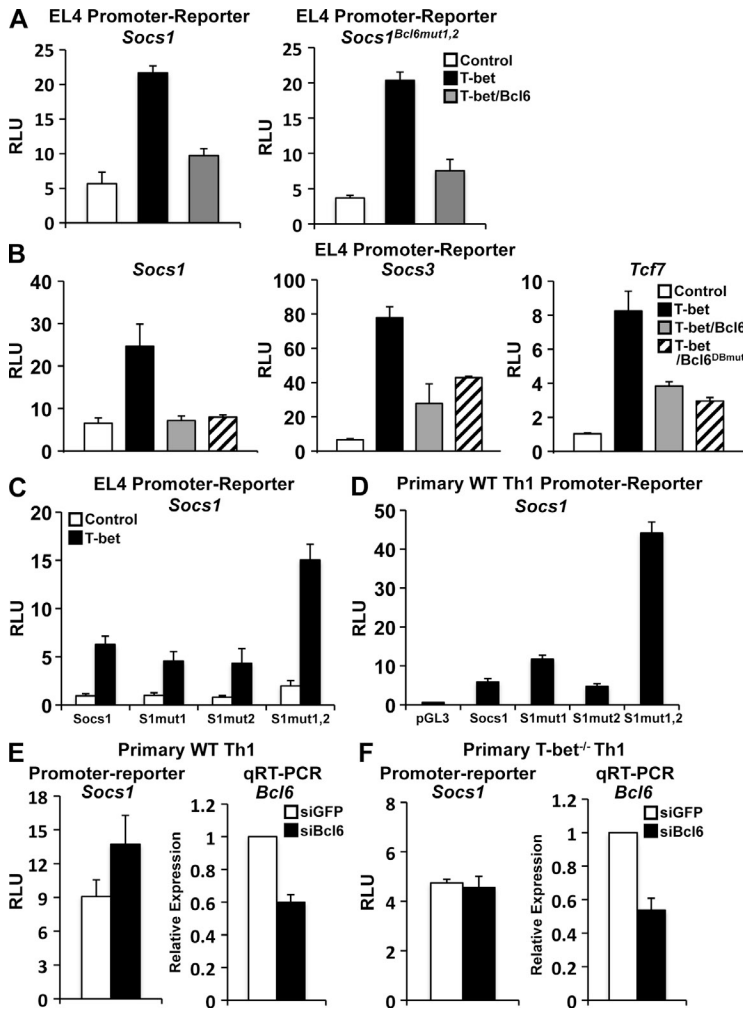 A
EL4 Promoter-Reporter
Socs1
RLU
25
20
15
10
5
0
EL4 Promoter-Reporter
Socs1Bcl6mut1,2
RLU
25
20
15
10
5
0
Control
T-bet
T-bet/Bcl6
B
EL4 Promoter-Reporter
Socs1
RLU
40
30
20
10
0
Socs3
RLU
100
80
60
40
20
0
Tcf7
RLU
10
8
6
4
2
0
Control
T-bet
T-bet/Bcl6
T-bet
/Bcl6DBmut
C
EL4 Promoter-Reporter
Socs1
Control
T-bet
RLU
20
15
10
5
0
Socs1 S1mut1 S1mut2 S1mut1,2
D
Primary WT Th1 Promoter-Reporter
Socs1
RLU
50
40
30
20
10
0
pGL3 Socs1 S1mut1 S1mut2 S1mut1,2
E
Primary WT Th1
Promoter-reporter
Socs1
RLU
18
15
12
9
6
3
0
qRT-PCR
Bcl6
siGFP
siBcl6
Relative Expression
1.2
1
0.8
0.6
0.4
0.2
0
F
Primary T-bet-/- Th1
Promoter-reporter
Socs1
RLU
8
6
4
2
0
qRT-PCR
Bcl6
siGFP
siBcl6
Relative Expression
1.2
1
0.8
0.6
0.4
0.2
0